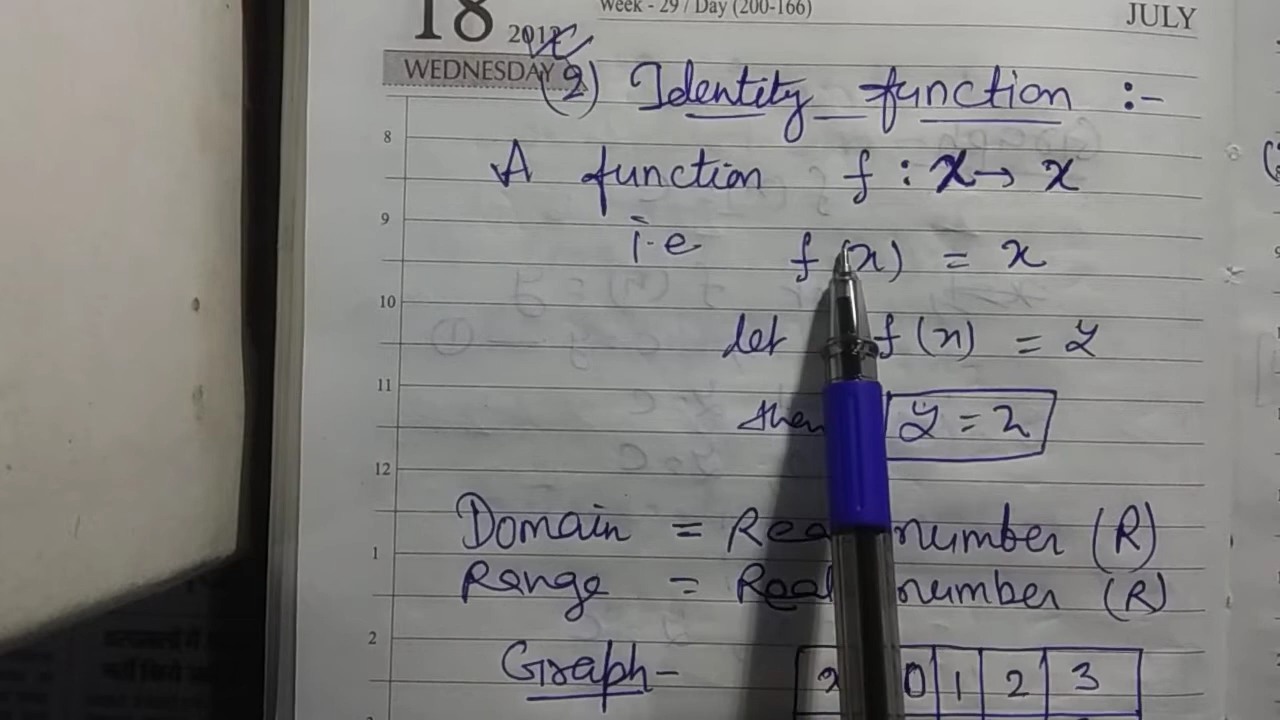 18 2012 Week - 29 / Day (200-166) JULY
WEDNESDAY (2) Identity function :-
8
A function f : x → x
9
i.e f(x) = x
10
let f(x) = y
11
then y = x
12
Domain = Real number (R)
1
Range = Real number (R)
2
Graph- x 0 1 2 3